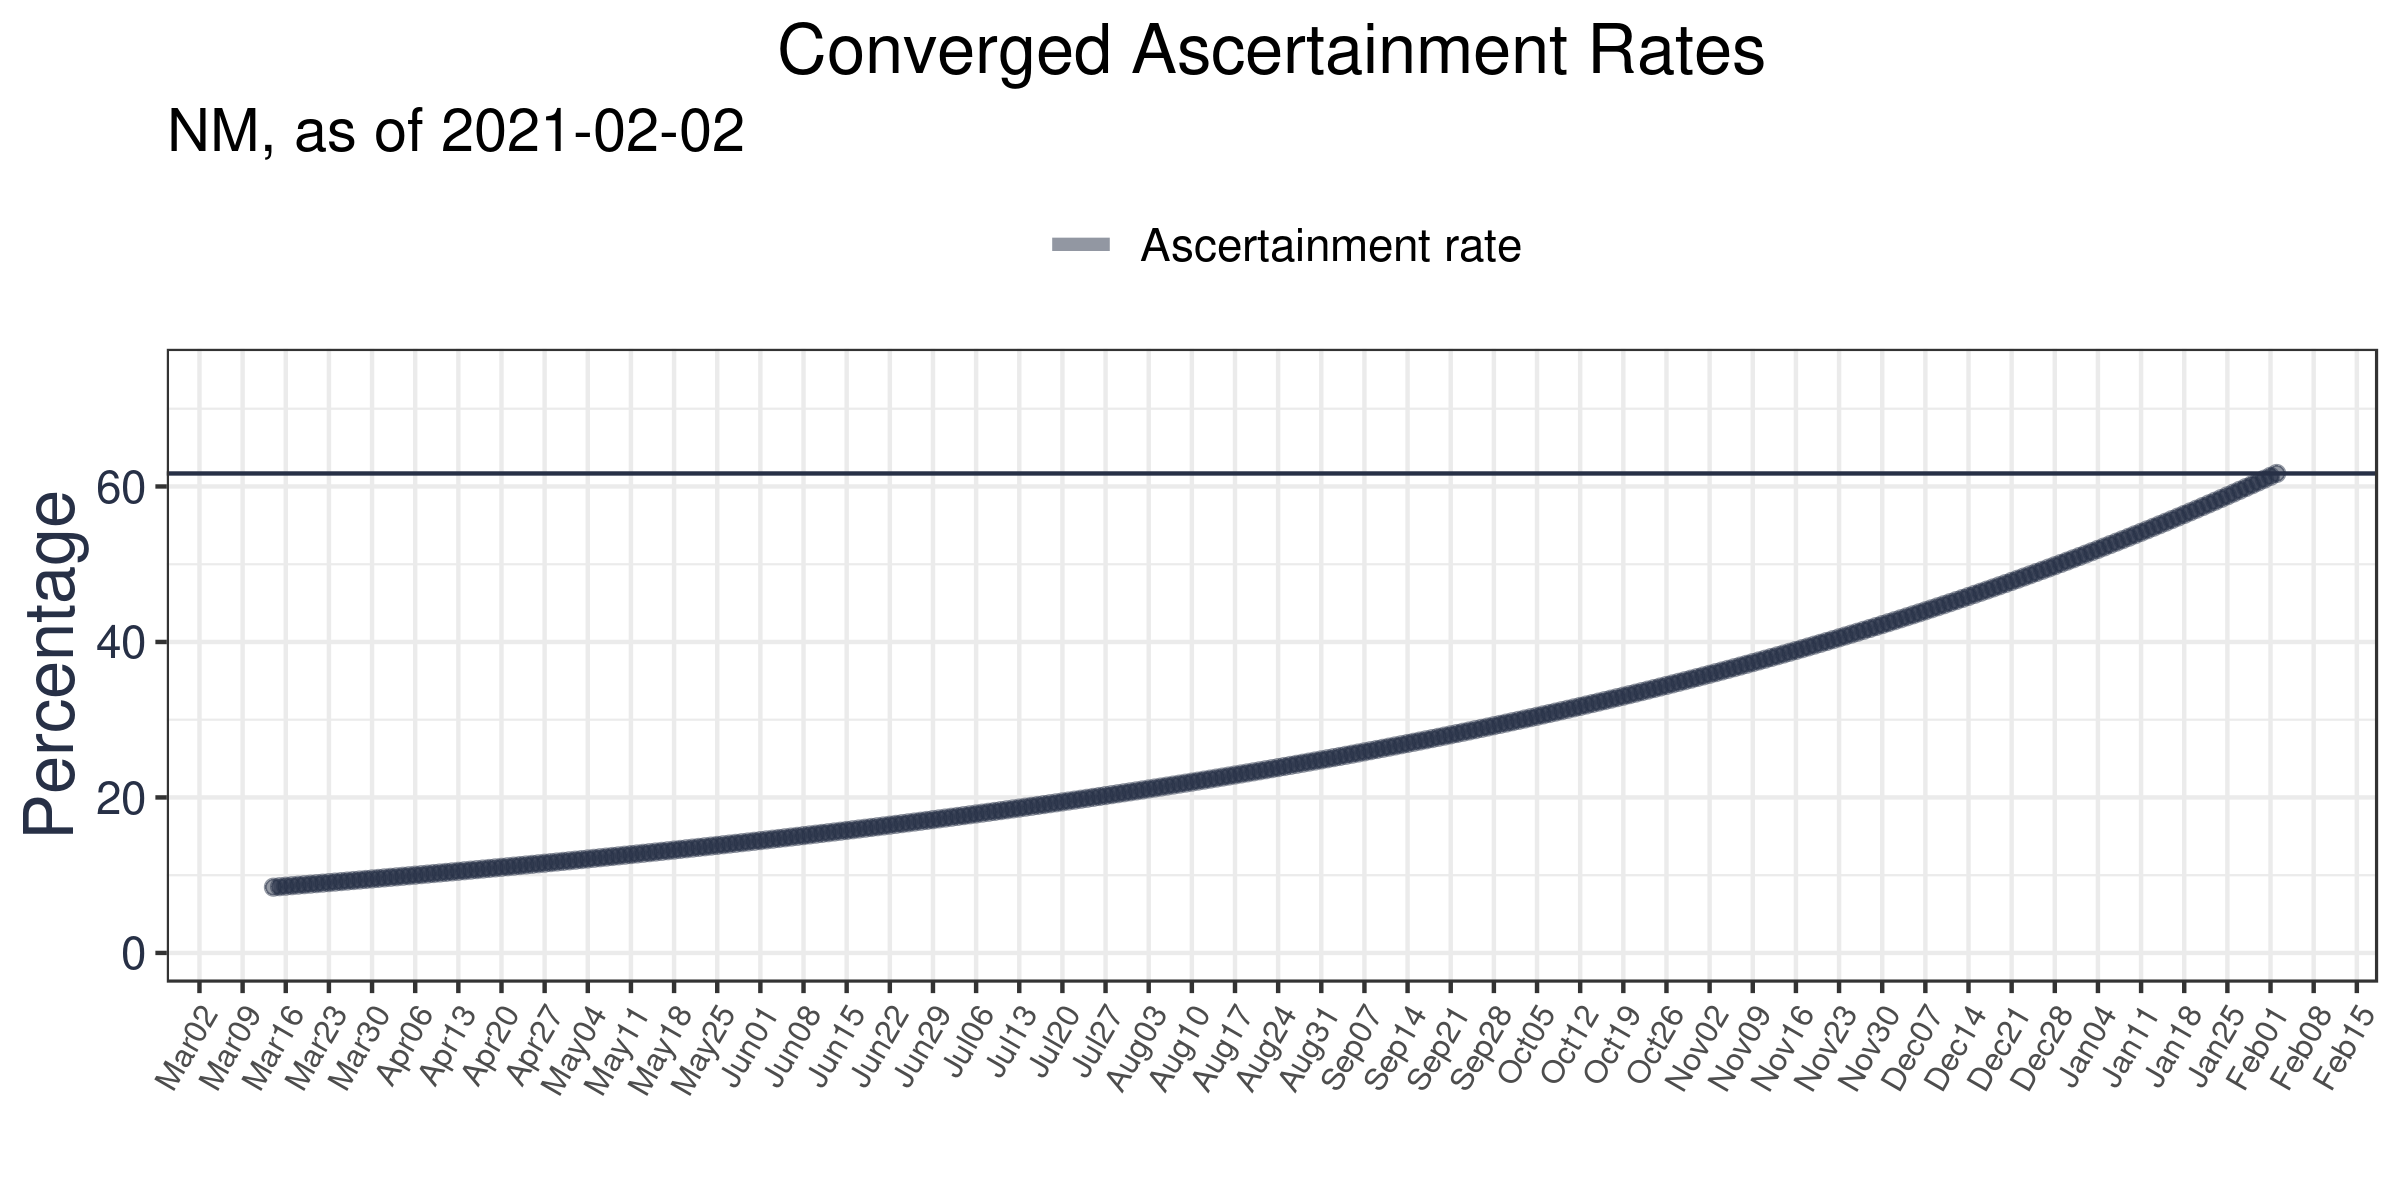 Converged Ascertainment Rates
NM, as of 2021-02-02
Ascertainment rate
Percentage
60
40
20
0
Mar02 Mar09 Mar16 Mar23 Mar30 Apr06 Apr13 Apr20 Apr27 May04 May11 May18 May25 Jun01 Jun08 Jun15 Jun22 Jun29 Jul06 Jul13 Jul20 Jul27 Aug03 Aug10 Aug17 Aug24 Aug31 Sep07 Sep14 Sep21 Sep28 Oct05 Oct12 Oct19 Oct26 Nov02 Nov09 Nov16 Nov23 Nov30 Dec07 Dec14 Dec21 Dec28 Jan04 Jan11 Jan18 Jan25 Feb01 Feb08 Feb15